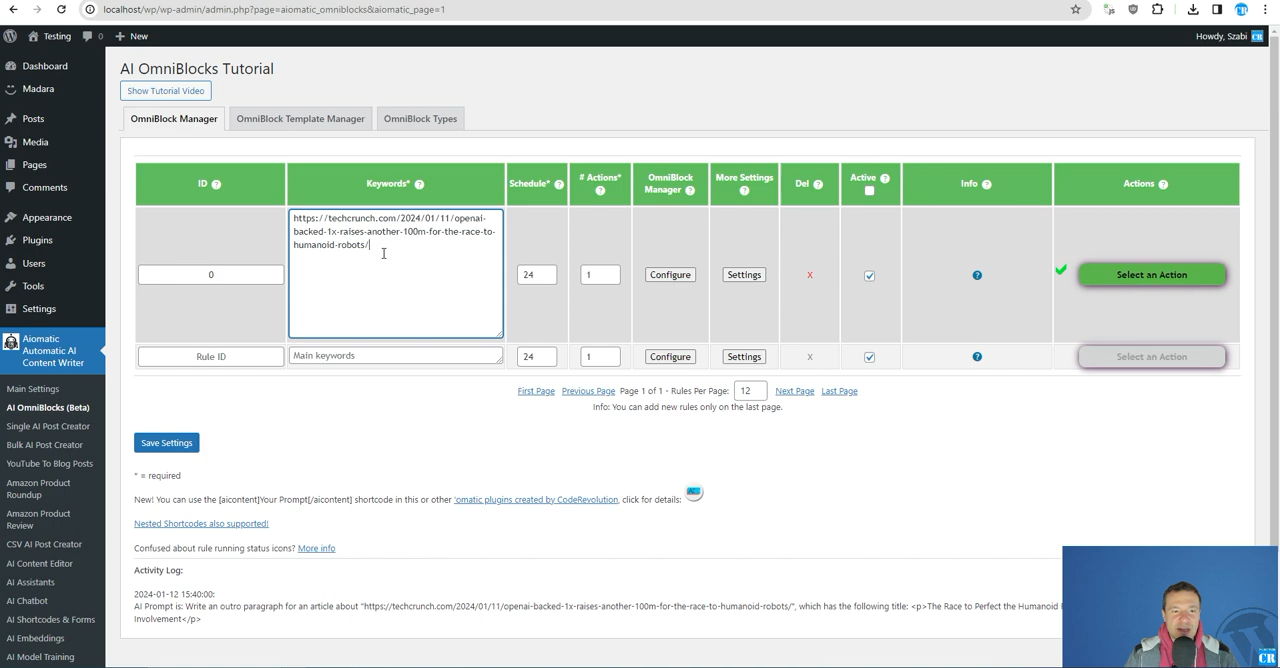 localhost/wp/wp-admin/admin.php?page=aiomatic_omniblocks&aiomatic_page=1
Testing
0
New
Howdy, Szabi
Dashboard
Madara
Posts
Media
Pages
Comments
Appearance
Plugins
Users
Tools
Settings
Aiomatic
Automatic AI
Content Writer
Main Settings
AI OmniBlocks (Beta)
Single AI Post Creator
Bulk AI Post Creator
YouTube To Blog Posts
Amazon Product
Roundup
Amazon Product
Review
CSV AI Post Creator
AI Content Editor
AI Assistants
AI Chatbot
AI Shortcodes & Forms
AI Embeddings
AI Model Training
AI OmniBlocks Tutorial
Show Tutorial Video
OmniBlock Manager
OmniBlock Template Manager
OmniBlock Types
ID
Keywords*
Schedule*
# Actions*
OmniBlock
Manager
More Settings
Del
Active
Info
Actions
0
https://techcrunch.com/2024/01/11/openai-
backed-1x-raises-another-100m-for-the-race-to-
humanoid-robots/
24
1
Configure
Settings
X
Select an Action
Rule ID
Main keywords
24
1
Configure
Settings
X
Select an Action
First Page
Previous Page
Page 1 of 1 - Rules Per Page:
12
Next Page
Last Page
Info: You can add new rules only on the last page.
Save Settings
* = required
New! You can use the [aicontent]Your Prompt[/aicontent] shortcode in this or other 'omatic plugins created by CodeRevolution, click for details:
Nested Shortcodes also supported!
Confused about rule running status icons? More info
Activity Log:
2024-01-12 15:40:00:
AI Prompt is: Write an outro paragraph for an article about "https://techcrunch.com/2024/01/11/openai-backed-1x-raises-another-100m-for-the-race-to-humanoid-robots/", which has the following title: <p>The Race to Perfect the Humanoid
Involvement</p>
CR